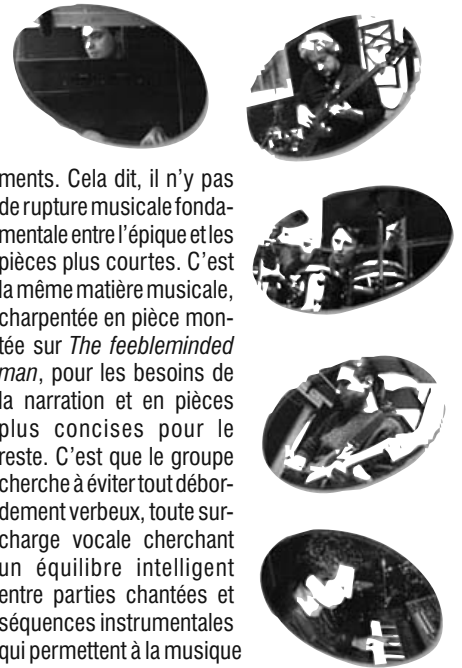 ments. Cela dit, il n’y pas
de rupture musicale fonda-
mentale entre l’épique et les
pièces plus courtes. C’est
la même matière musicale,
charpentée en pièce mon-
tée sur The feebleminded
man, pour les besoins de
la narration et en pièces
plus concises pour le
reste. C’est que le groupe
cherche à éviter tout débor-
dement verbeux, toute sur-
charge vocale cherchant
un équilibre intelligent
entre parties chantées et
séquences instrumentales
qui permettent à la musique